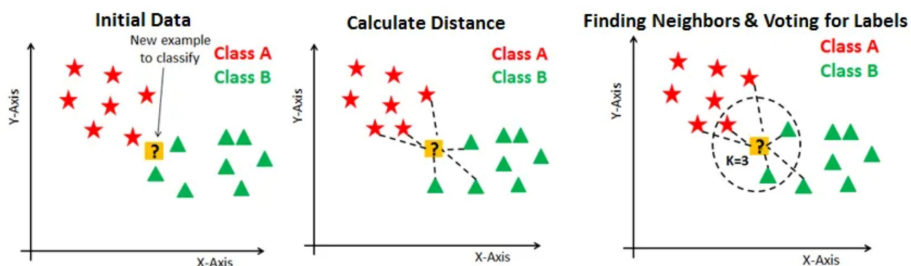 Initial Data
New example
to classify
Class A
Class B
Y-Axis
?
X-Axis
Calculate Distance
Class A
Class B
Y-Axis
?
X-Axis
Finding Neighbors & Voting for Labels
Class A
Class B
Y-Axis
?
K=3
X-Axis